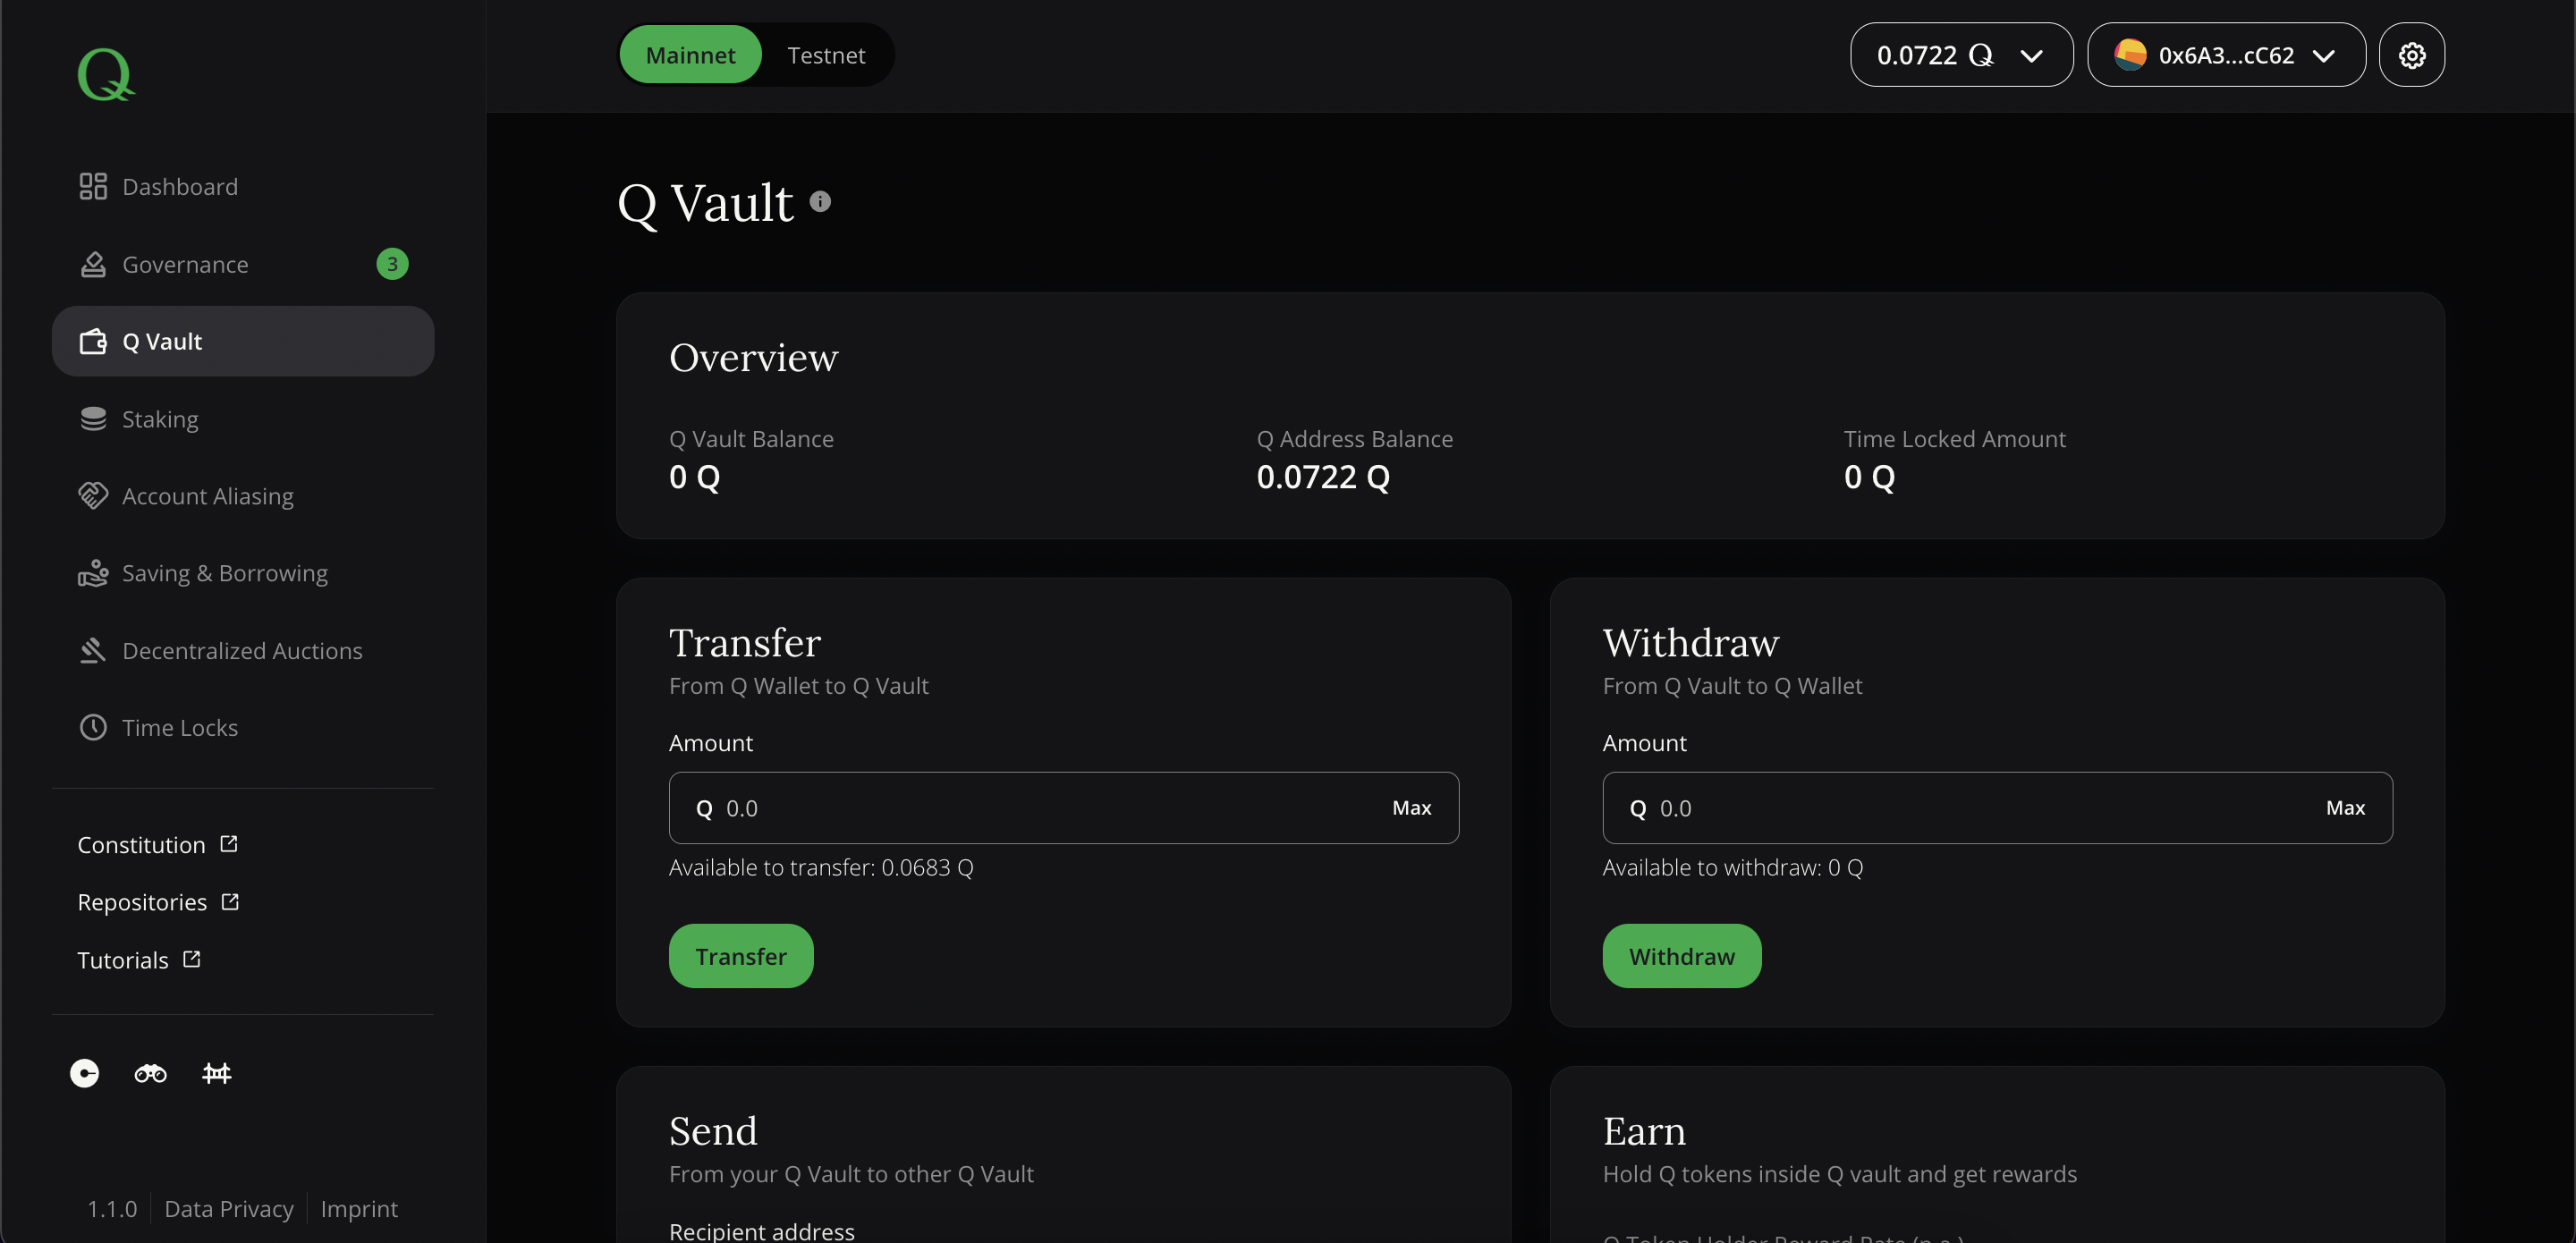 Q
Dashboard
Governance 3
Q Vault
Staking
Account Aliasing
Saving & Borrowing
Decentralized Auctions
Time Locks
Constitution
Repositories
Tutorials
1.1.0 Data Privacy Imprint
Mainnet Testnet 0.0722 Q 0x6A3...cC62
Q Vault
Overview
Q Vault Balance Q Address Balance Time Locked Amount
0 Q 0.0722 Q 0 Q
Transfer
From Q Wallet to Q Vault
Amount
Q 0.0 Max
Available to transfer: 0.0683 Q
Transfer
Withdraw
From Q Vault to Q Wallet
Amount
Q 0.0 Max
Available to withdraw: 0 Q
Withdraw
Send
From your Q Vault to other Q Vault
Recipient address
Earn
Hold Q tokens inside Q vault and get rewards
Q Token Holder Reward Rate (p.a.)